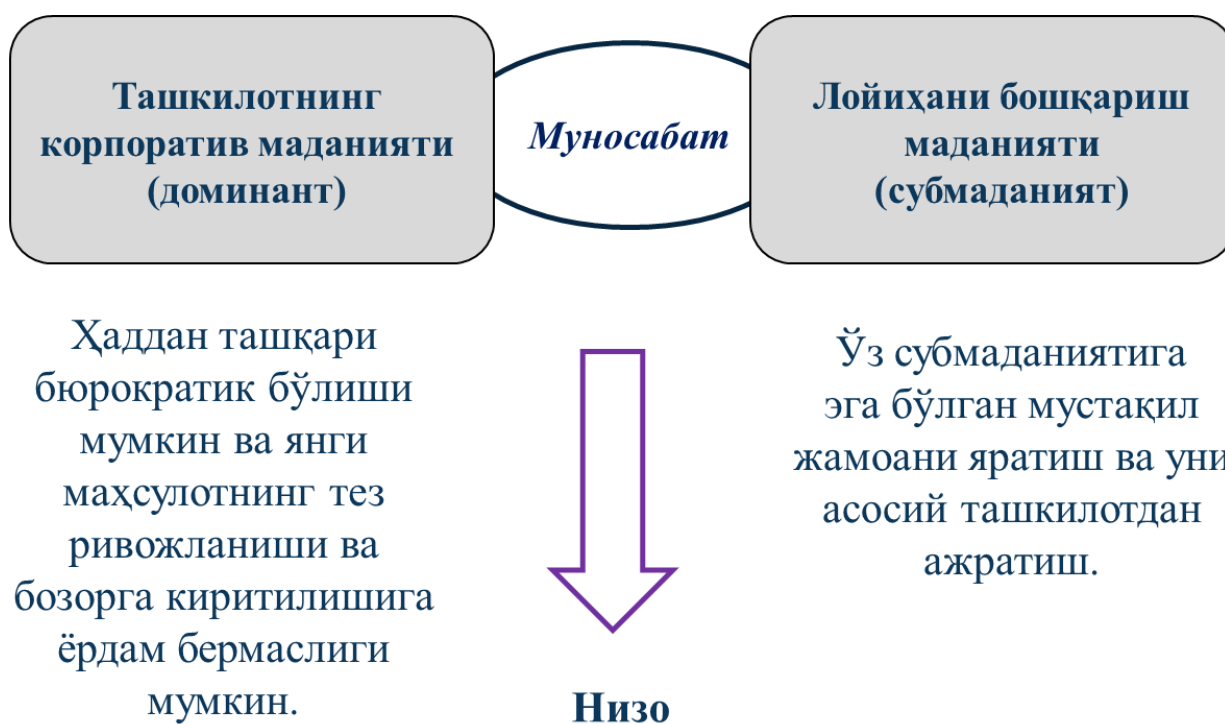 Ташкилотнинг
корпоратив маданияти
(доминант)
Муносабат
Лойиҳани бошқариш
маданияти
(субмаданият)
Ҳаддан ташқари
бюрократик бўлиши
мумкин ва янги
маҳсулотнинг тез
ривожланиши ва
бозорга киритилишига
ёрдам бермаслиги
мумкин.
Ўз субмаданиятига
эга бўлган мустақил
жамоани яратиш ва уни
асосий ташкилотдан
ажратиш.
Низо